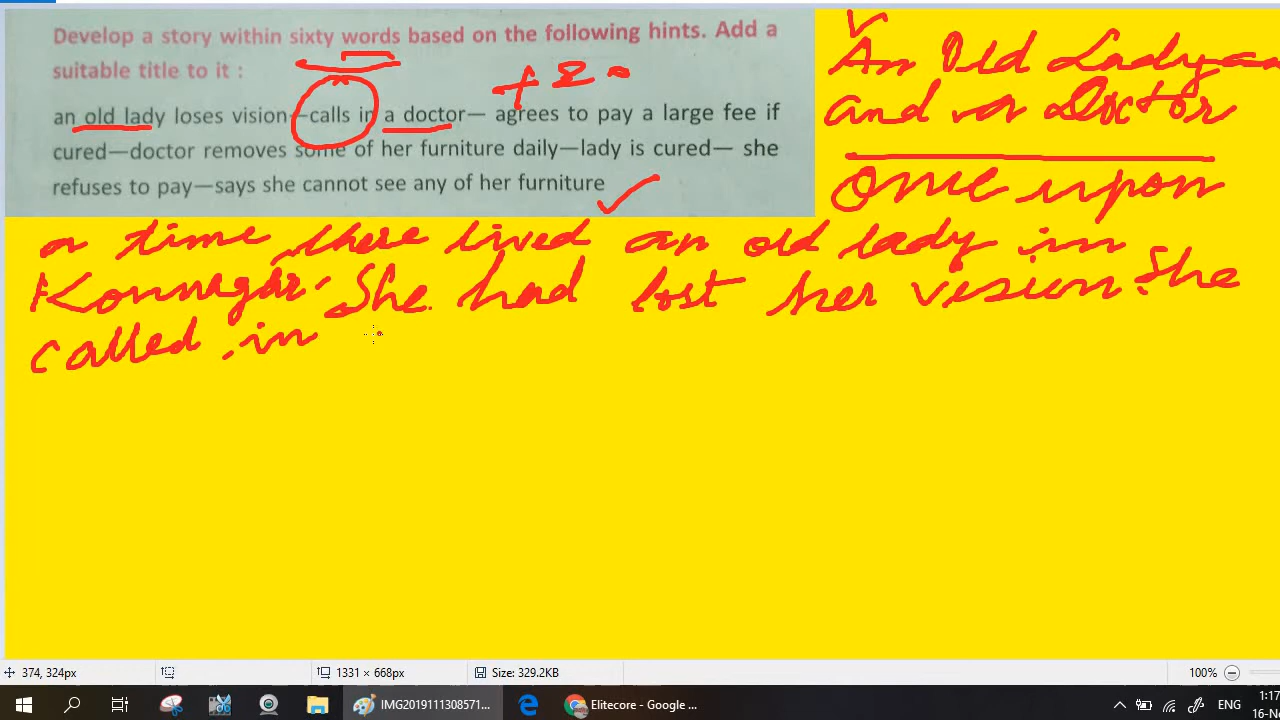 Develop a story within sixty words based on the following hints. Add a
suitable title to it :
an old lady loses vision—calls in a doctor— agrees to pay a large fee if
cured—doctor removes some of her furniture daily—lady is cured— she
refuses to pay—says she cannot see any of her furniture
An Old Lady
and a Doctor
Once upon
a time, there lived an old lady in
Konnagar. She had lost her vision. She
called in
374, 324px
1331 × 668px
Size: 329.2KB
100%
IMG2019111308571...
Elitecore - Google ...
ENG
1:17
16-No